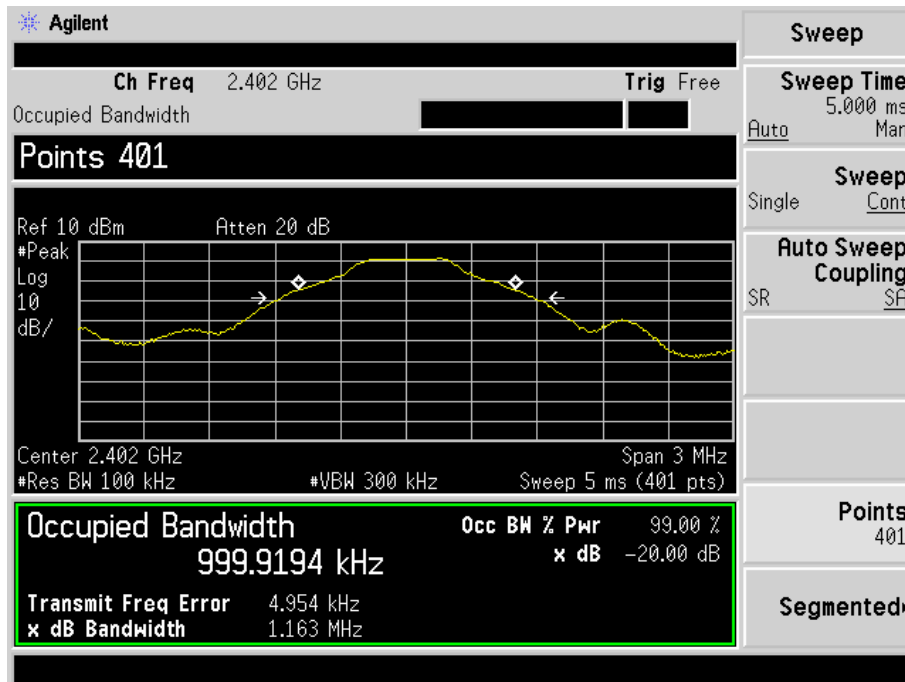 Agilent
Ch Freq 2.402 GHz Trig Free
Occupied Bandwidth
Points 401
Ref 10 dBm Atten 20 dB
#Peak
Log
10
dB/
Center 2.402 GHz Span 3 MHz
#Res BW 100 kHz #VBW 300 kHz Sweep 5 ms (401 pts)
Occupied Bandwidth
999.9194 kHz
Occ BW % Pwr 99.00 %
x dB -20.00 dB
Transmit Freq Error 4.954 kHz
x dB Bandwidth 1.163 MHz
Sweep
Sweep Time
5.000 ms
Auto Man
Sweep
Single Cont
Auto Sweep
Coupling
SR SA
Points
401
Segmented